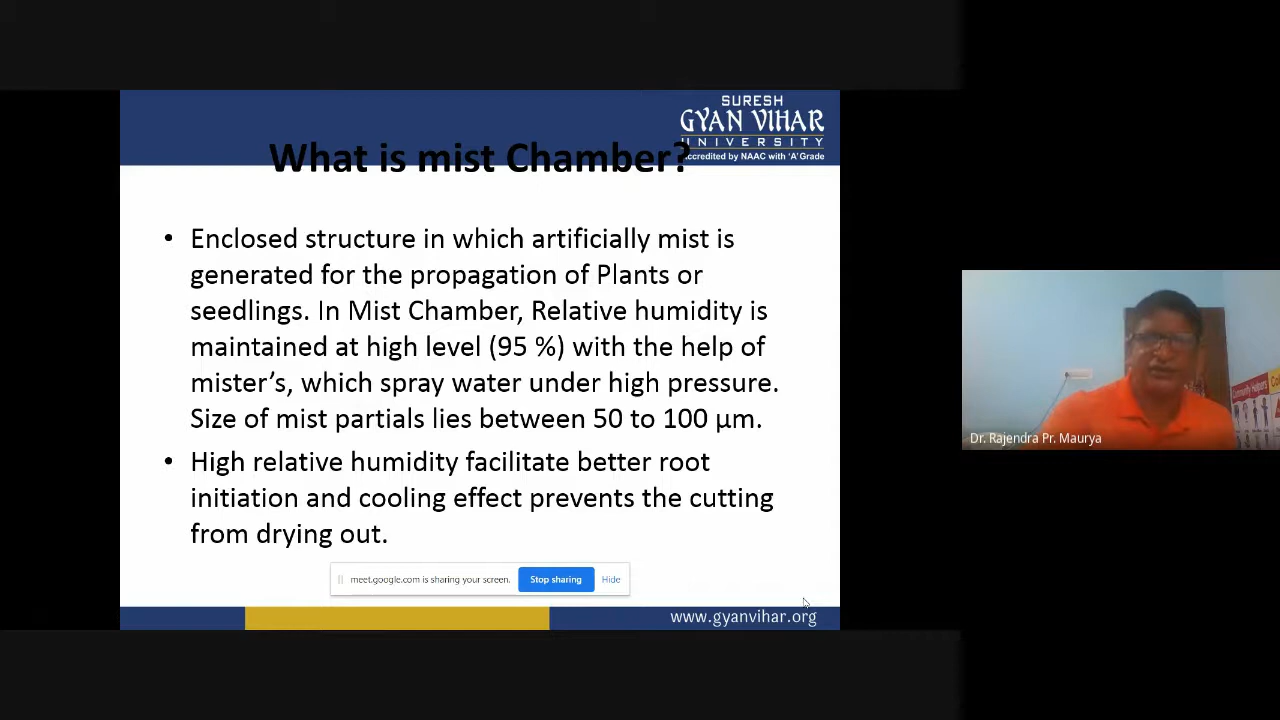 SURESH
GYAN VIHAR
UNIVERSITY
ccredited by NAAC with 'A' Grade
What is mist Chamber?
• Enclosed structure in which artificially mist is
generated for the propagation of Plants or
seedlings. In Mist Chamber, Relative humidity is
maintained at high level (95 %) with the help of
mister's, which spray water under high pressure.
Size of mist partials lies between 50 to 100 µm.
• High relative humidity facilitate better root
initiation and cooling effect prevents the cutting
from drying out.
meet.google.com is sharing your screen. Stop sharing Hide
www.gyanvihar.org
Community Helpers
Dr. Rajendra Pr. Maurya